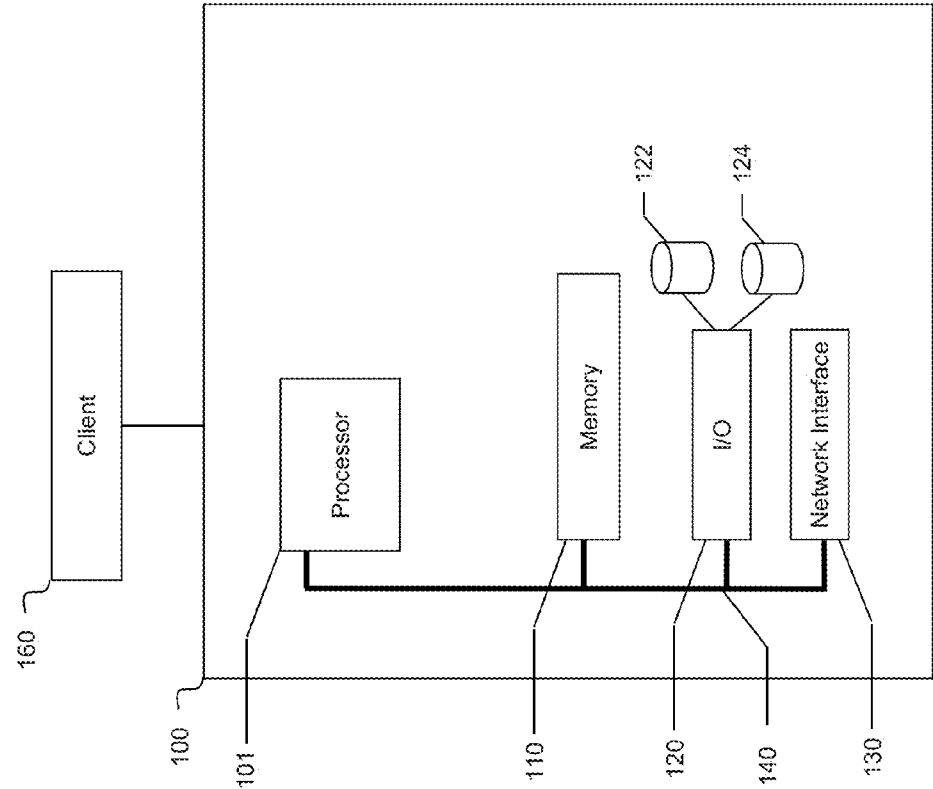 160
Client
100
101
Processor
110
Memory
122
120
I/O
124
140
130
Network Interface